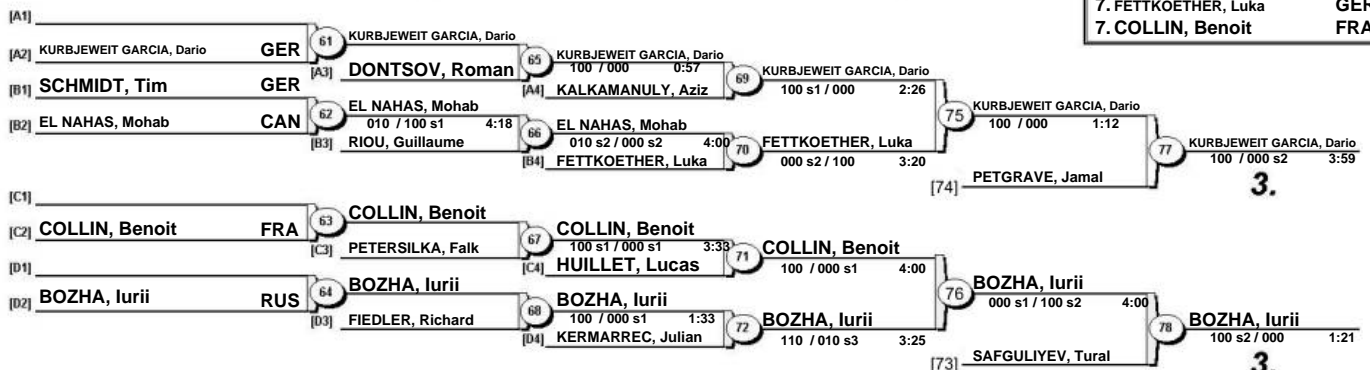 7. FETTKOETHER, Luka GER
7. COLLIN, Benoit FRA
[A1]
[A2] KURBJEWEIT GARCIA, Dario GER
61 KURBJEWEIT GARCIA, Dario
[A3] DONTSOV, Roman
65 KURBJEWEIT GARCIA, Dario
100 / 000 0:57
[A4] KALKAMANULY, Aziz
69 KURBJEWEIT GARCIA, Dario
100 s1 / 000 2:26
[B1] SCHMIDT, Tim GER
[B2] EL NAHAS, Mohab CAN
62 EL NAHAS, Mohab
010 / 100 s1 4:18
[B3] RIOU, Guillaume
66 EL NAHAS, Mohab
010 s2 / 000 s2 4:00
[B4] FETTKOETHER, Luka
70 FETTKOETHER, Luka
000 s2 / 100 3:20
75 KURBJEWEIT GARCIA, Dario
100 / 000 1:12
[74] PETGRAVE, Jamal
77 KURBJEWEIT GARCIA, Dario
100 / 000 s2 3:59
3.
[C1]
[C2] COLLIN, Benoit FRA
63 COLLIN, Benoit
[C3] PETERSILKA, Falk
67 COLLIN, Benoit
100 s1 / 000 s1 3:33
[C4] HUILLET, Lucas
71 COLLIN, Benoit
100 / 000 s1 4:00
[D1]
[D2] BOZHA, Iurii RUS
64 BOZHA, Iurii
[D3] FIEDLER, Richard
68 BOZHA, Iurii
100 / 000 s1 1:33
[D4] KERMARREC, Julian
72 BOZHA, Iurii
110 / 010 s3 3:25
76 BOZHA, Iurii
000 s1 / 100 s2 4:00
[73] SAFGULIYEV, Tural
78 BOZHA, Iurii
100 s2 / 000 1:21
3.